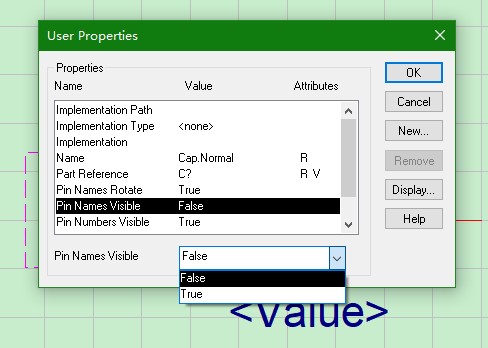 User Properties
Properties
Name Value Attributes
Implementation Path
Implementation Type <none>
Implementation
Name Cap.Normal R
Part Reference C? R V
Pin Names Rotate True
Pin Names Visible False
Pin Numbers Visible True
Pin Names Visible False
False
True
OK
Cancel
New...
Remove
Display...
Help
<Value>